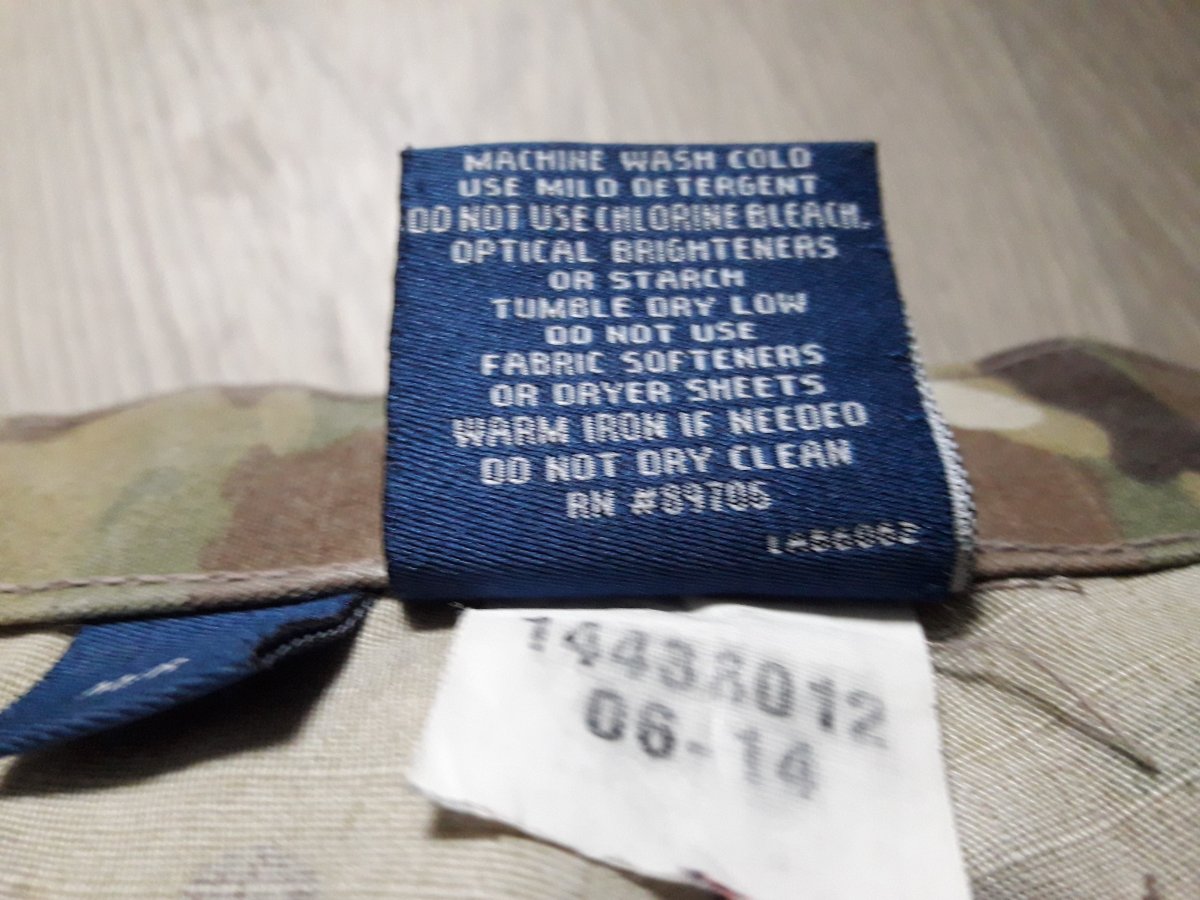 MACHINE WASH COLD
USE MILD DETERGENT
DO NOT USE CHLORINE BLEACH.
OPTICAL BRIGHTENERS
OR STARCH
TUMBLE DRY LOW
DO NOT USE
FABRIC SOFTENERS
OR DRYER SHEETS
WARM IRON IF NEEDED
DO NOT DRY CLEAN
RN #89705
06-14